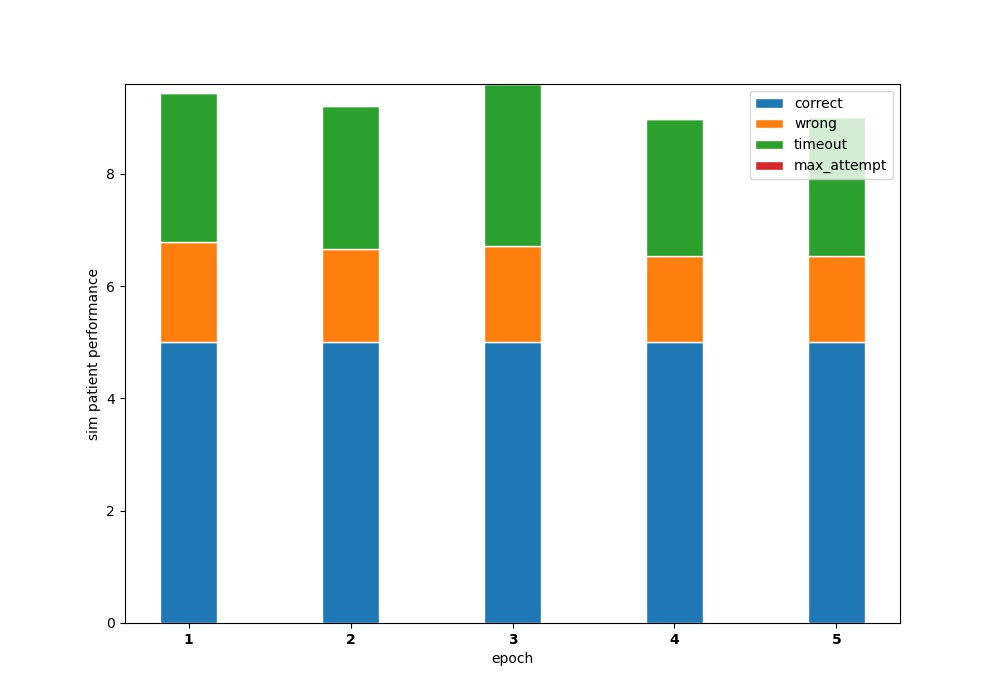 correct
wrong
timeout
max_attempt
8
6
4
2
0
sim patient performance
1 2 3 4 5
epoch